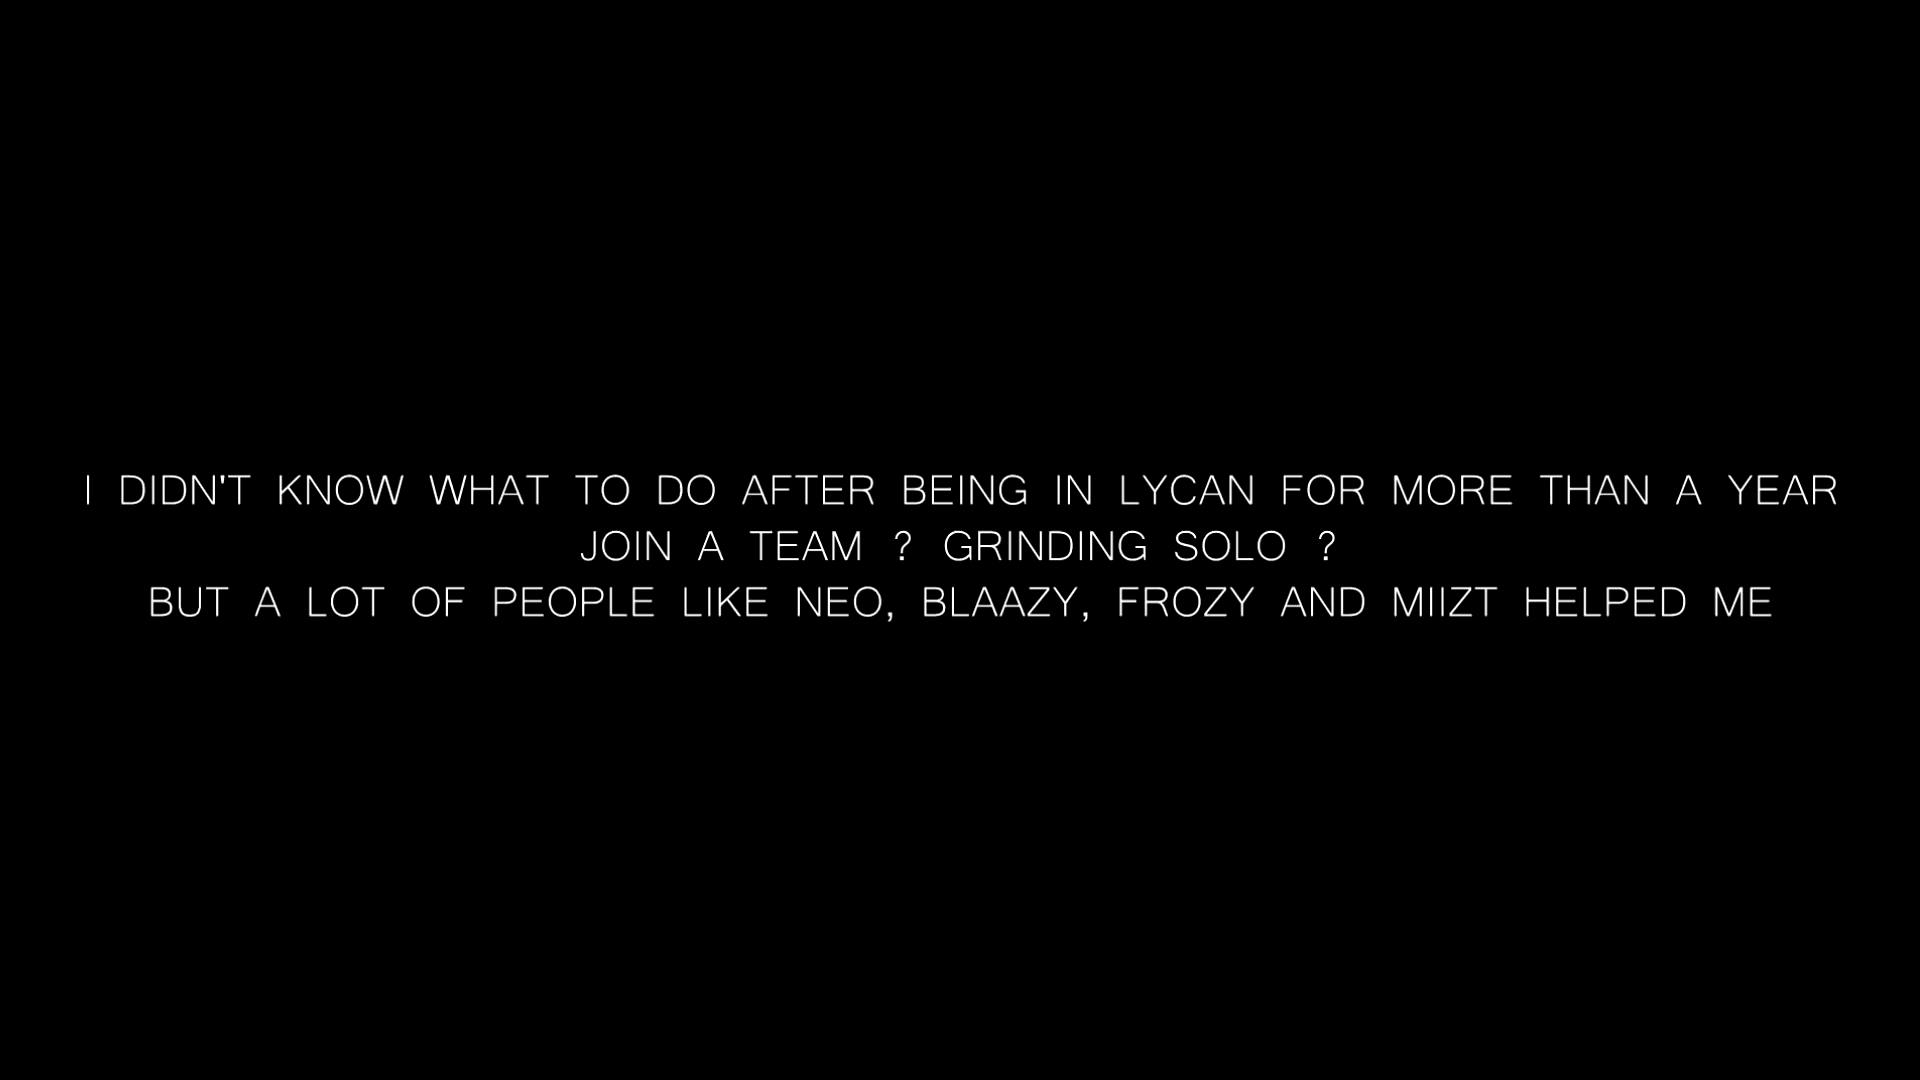 I DIDN'T KNOW WHAT TO DO AFTER BEING IN LYCAN FOR MORE THAN A YEAR
JOIN A TEAM ? GRINDING SOLO ?
BUT A LOT OF PEOPLE LIKE NEO, BLAAZY, FROZY AND MIIZT HELPED ME